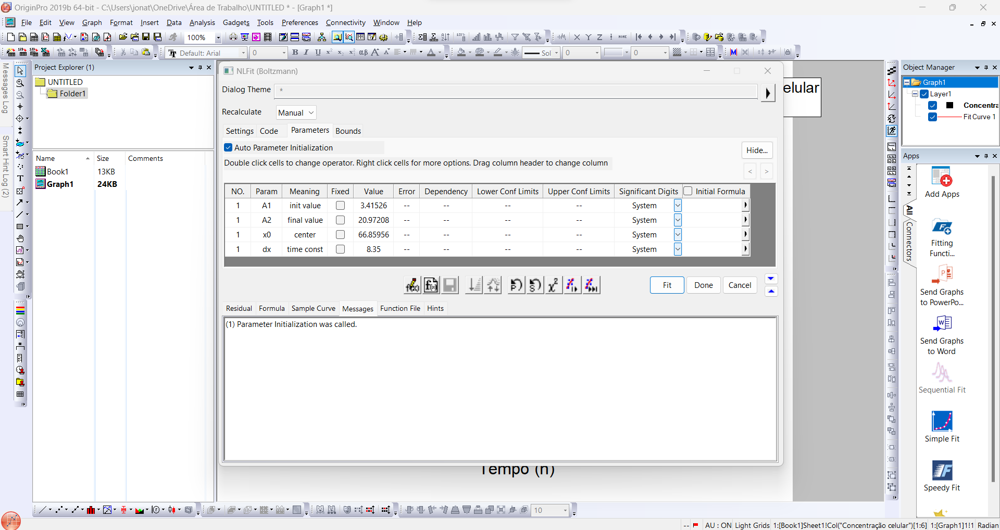 OriginPro 2019b 64-bit - C:\Users\jonat\OneDrive\Área de Trabalho\UNTITLED * - [Graph1 *]
File Edit View Graph Format Insert Data Analysis Gadgets Tools Preferences Connectivity Window Help
100%
Default: Arial 0 B I U Sol 0 0
Messages Log
Smart Hint Log (2)
Project Explorer (1)
UNTITLED
Folder1
Name Size Comments
Book1 13KB
Graph1 24KB
NLFit (Boltzmann)
Dialog Theme *
Recalculate Manual
Settings Code Parameters Bounds
Auto Parameter Initialization
Hide...
Double click cells to change operator. Right click cells for more options. Drag column header to change column
< >
NO. Param Meaning Fixed Value Error Dependency Lower Conf Limits Upper Conf Limits Significant Digits Initial Formula
1 A1 init value 3.41526 -- -- -- -- System
1 A2 final value 20.97208 -- -- -- -- System
1 x0 center 66.85956 -- -- -- -- System
1 dx time const 8.35 -- -- -- -- System
Fit Done Cancel
Residual Formula Sample Curve Messages Function File Hints
(1) Parameter Initialization was called.
elular
Tempo (h)
Object Manager
Graph1
Layer1
Concentra
Fit Curve 1
Apps
All
Connectors
Add Apps
Fitting
Functi...
Send Graphs
to PowerPo...
Send Graphs
to Word
Sequential Fit
Simple Fit
Speedy Fit
10
-- AU : ON Light Grids 1:[Book1]Sheet1!Col("Concentração celular")[1:6] 1:[Graph1]1!1 Radian